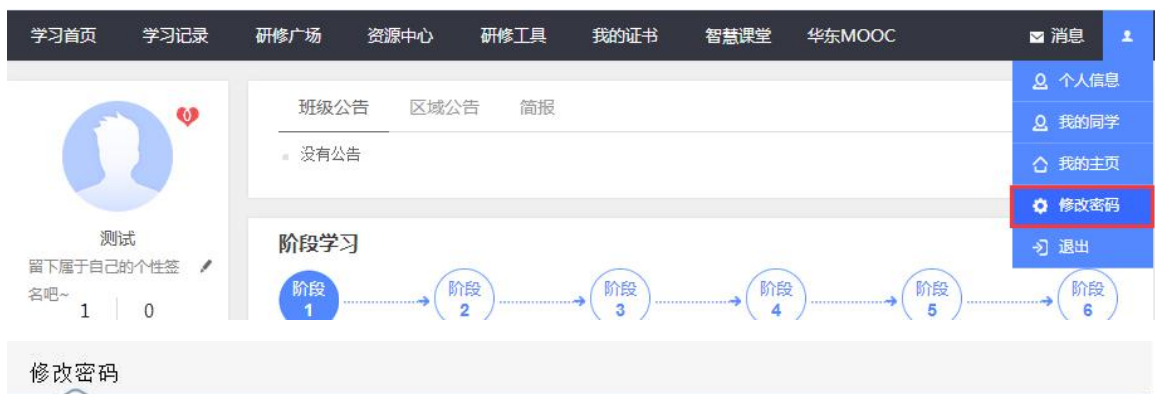 学习首页 学习记录 研修广场 资源中心 研修工具 我的证书 智慧课堂 华东MOOC 消息
个人信息
我的同学
我的主页
修改密码
退出
0
测试
留下属于自己的个性签
名吧~
1 0
班级公告 区域公告 简报
没有公告
阶段学习
阶段 1
阶段 2
阶段 3
阶段 4
阶段 5
阶段 6
修改密码